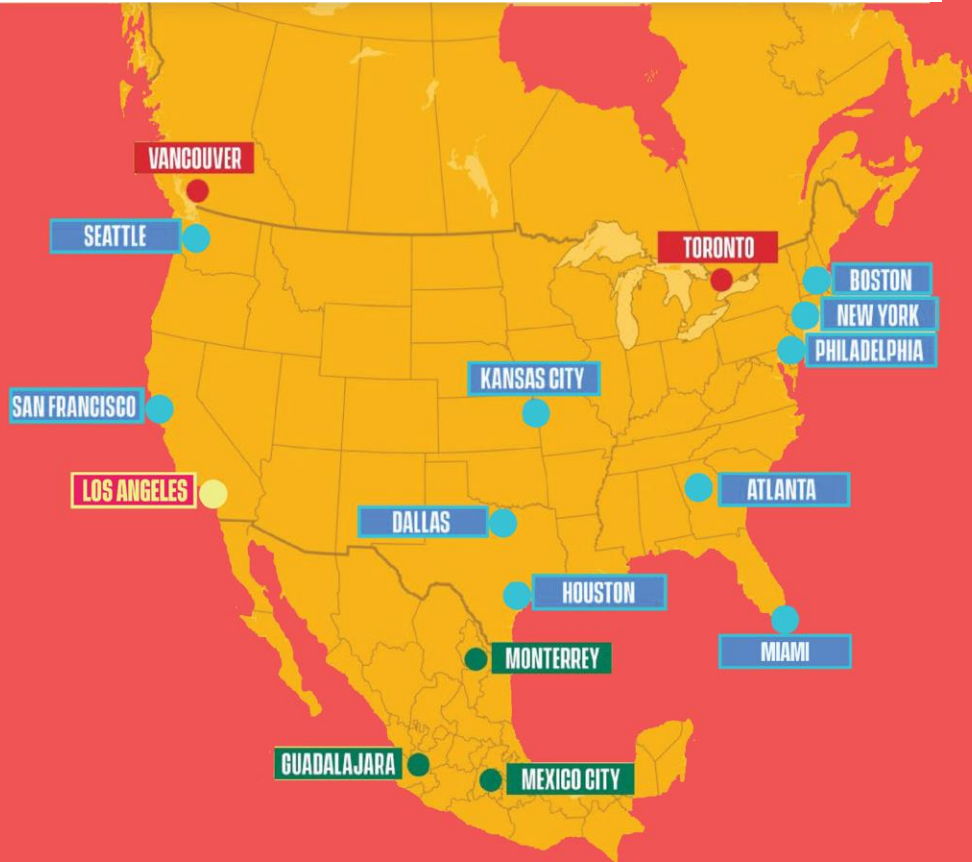 VANCOUVER
SEATTLE
TORONTO
BOSTON
NEW YORK
PHILADELPHIA
KANSAS CITY
SAN FRANCISCO
LOS ANGELES
ATLANTA
DALLAS
HOUSTON
MIAMI
MONTERREY
GUADALAJARA
MEXICO CITY